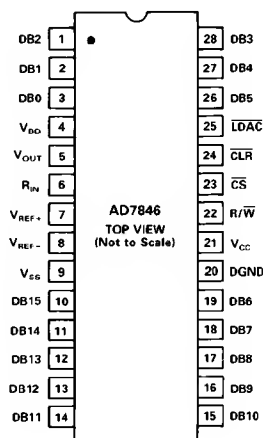 DB2 1 28 DB3
DB1 2 27 DB4
DB0 3 26 DB5
VDD 4 25 LDAC
VOUT 5 24 CLR
RIN 6 23 CS
VREF+ 7 AD7846 22 R/W
VREF− 8 TOP VIEW 21 VCC
(Not to Scale)
VSS 9 20 DGND
DB15 10 19 DB6
DB14 11 18 DB7
DB13 12 17 DB8
DB12 13 16 DB9
DB11 14 15 DB10